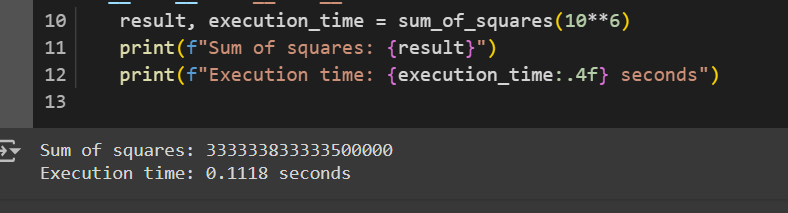 10 result, execution_time = sum_of_squares(10**6)
11 print(f"Sum of squares: {result}")
12 print(f"Execution time: {execution_time:.4f} seconds")
13
Sum of squares: 333333833333500000
Execution time: 0.1118 seconds